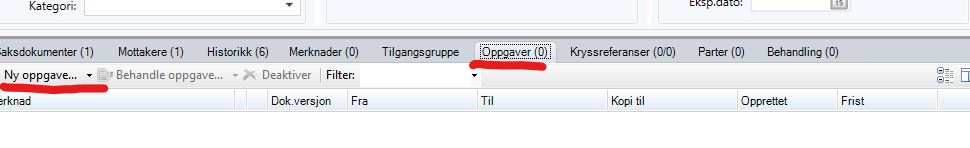 Kategori:
Eksp.dato:
15
aksdokumenter (1) Mottakere (1) Historikk (6) Merknader (0) Tilgangsgruppe Oppgaver (0) Kryssreferanser (0/0) Parter (0) Behandling (0)
Ny oppgave... Behandle oppgave... Deaktiver Filter:
erknad Dok.versjon Fra Til Kopi til Opprettet Frist